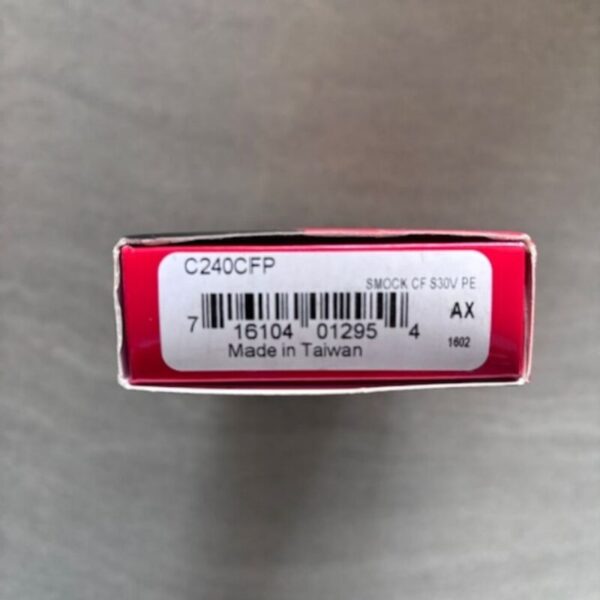 C240CFP
SMOCK CF S30V PE
AX
7 16104 01295 4
1602
Made in Taiwan